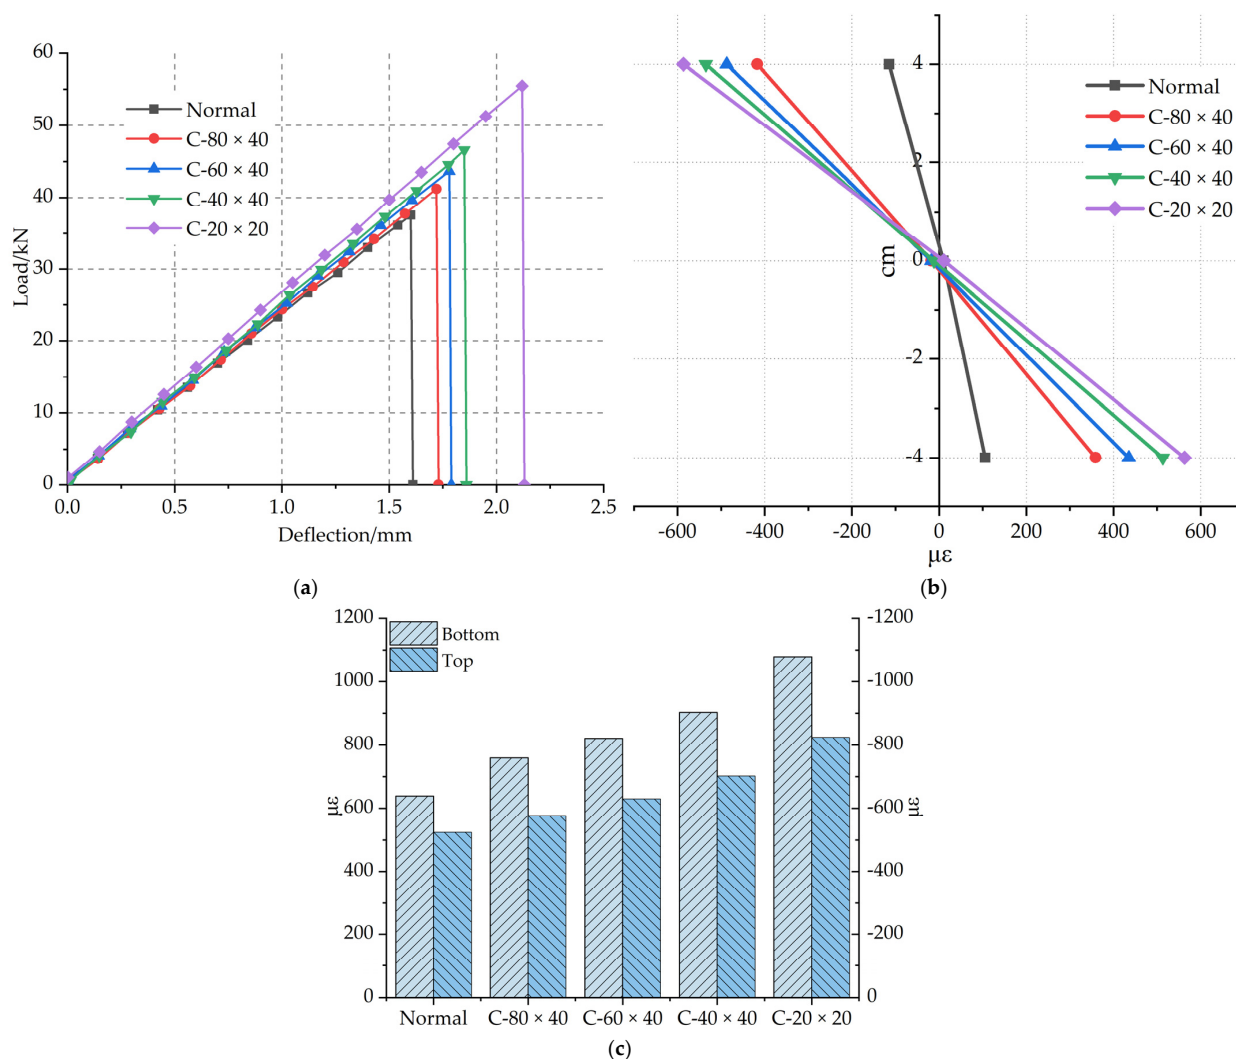 60
50
40
30
20
10
0
Load/kN
Normal
C-80 × 40
C-60 × 40
C-40 × 40
C-20 × 20
0.0 0.5 1.0 1.5 2.0 2.5
Deflection/mm
(a)
4
2
0
-2
-4
cm
Normal
C-80 × 40
C-60 × 40
C-40 × 40
C-20 × 20
-600 -400 -200 0 200 400 600
με
(b)
1200
1000
800
600
400
200
0
με
Bottom
Top
-1200
-1000
-800
-600
-400
-200
-0
με
Normal C-80 × 40 C-60 × 40 C-40 × 40 C-20 × 20
(c)